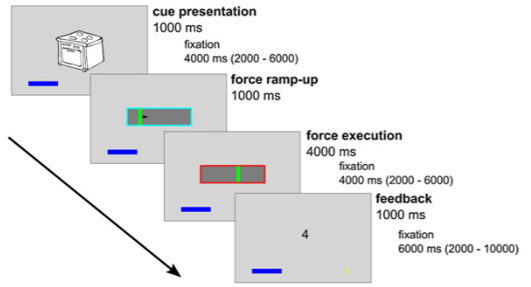 cue presentation
1000 ms
fixation
4000 ms (2000 - 6000)
force ramp-up
1000 ms
force execution
4000 ms
fixation
4000 ms (2000 - 6000)
feedback
1000 ms
4
fixation
6000 ms (2000 - 10000)